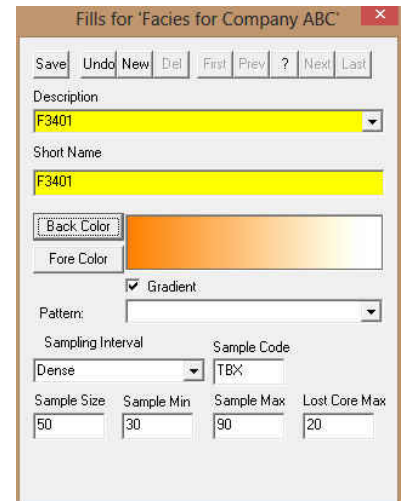 Fills for 'Facies for Company ABC'
Save Undo New Del First Prev ? Next Last
Description
F3401
Short Name
F3401
Back Color
Fore Color
Gradient
Pattern:
Sampling Interval Sample Code
Dense TBX
Sample Size Sample Min Sample Max Lost Core Max
50 30 90 20